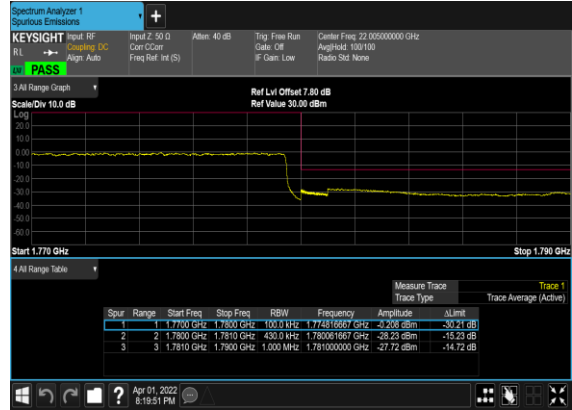 Spectrum Analyzer 1
Spurious Emissions
+
KEYSIGHT Input: RF Input Z: 50 Ω Atten: 40 dB Trig: Free Run Center Freq: 22.005000000 GHz
RL Coupling: DC Corr CCorr Gate: Off Avg|Hold: 100/100
Align: Auto Freq Ref: Int (S) IF Gain: Low Radio Std: None
LW PASS
3 All Range Graph
Ref Lvl Offset 7.80 dB
Scale/Div 10.0 dB Ref Value 30.00 dBm
Log
20.0
10.0
0.00
-10.0
-20.0
-30.0
-40.0
-50.0
-60.0
Start 1.770 GHz Stop 1.790 GHz
4 All Range Table
Measure Trace Trace 1
Trace Type Trace Average (Active)
Spur Range Start Freq Stop Freq RBW Frequency Amplitude ΔLimit
1 1 1.7700 GHz 1.7800 GHz 100.0 kHz 1.774816667 GHz -0.208 dBm -30.21 dB
2 2 1.7800 GHz 1.7810 GHz 430.0 kHz 1.780061667 GHz -28.23 dBm -15.23 dB
3 3 1.7810 GHz 1.7900 GHz 1.000 MHz 1.781000000 GHz -27.72 dBm -14.72 dB
? Apr 01, 2022
8:19:51 PM